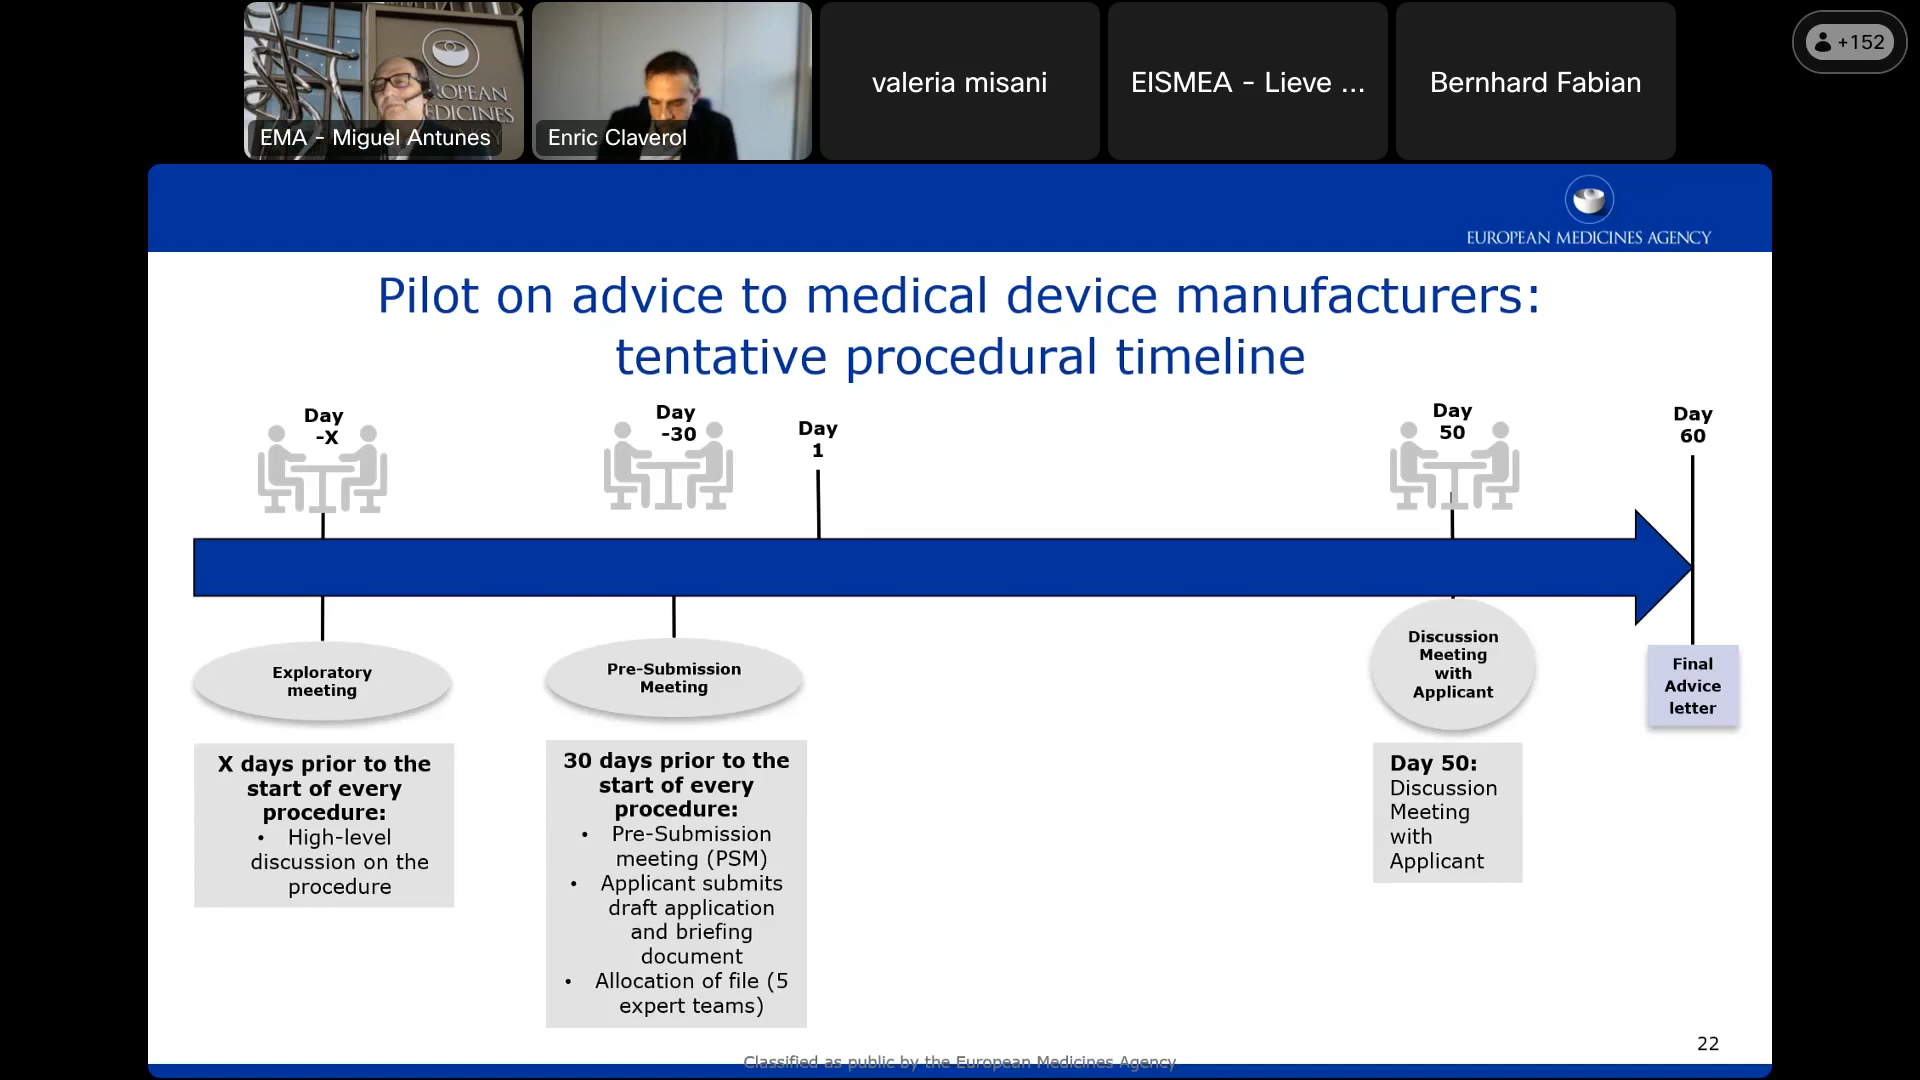 EUROPEAN
MEDICINES
EMA - Miguel Antunes
Enric Claverol
valeria misani
EISMEA - Lieve ...
Bernhard Fabian
+152
EUROPEAN MEDICINES AGENCY
Pilot on advice to medical device manufacturers:
tentative procedural timeline
Day
-X
Day
-30
Day
1
Day
50
Day
60
Exploratory
meeting
Pre-Submission
Meeting
Discussion
Meeting
with
Applicant
Final
Advice
letter
X days prior to the
start of every
procedure:
• High-level
discussion on the
procedure
30 days prior to the
start of every
procedure:
• Pre-Submission
meeting (PSM)
• Applicant submits
draft application
and briefing
document
• Allocation of file (5
expert teams)
Day 50:
Discussion
Meeting
with
Applicant
22
Classified as public by the European Medicines Agency